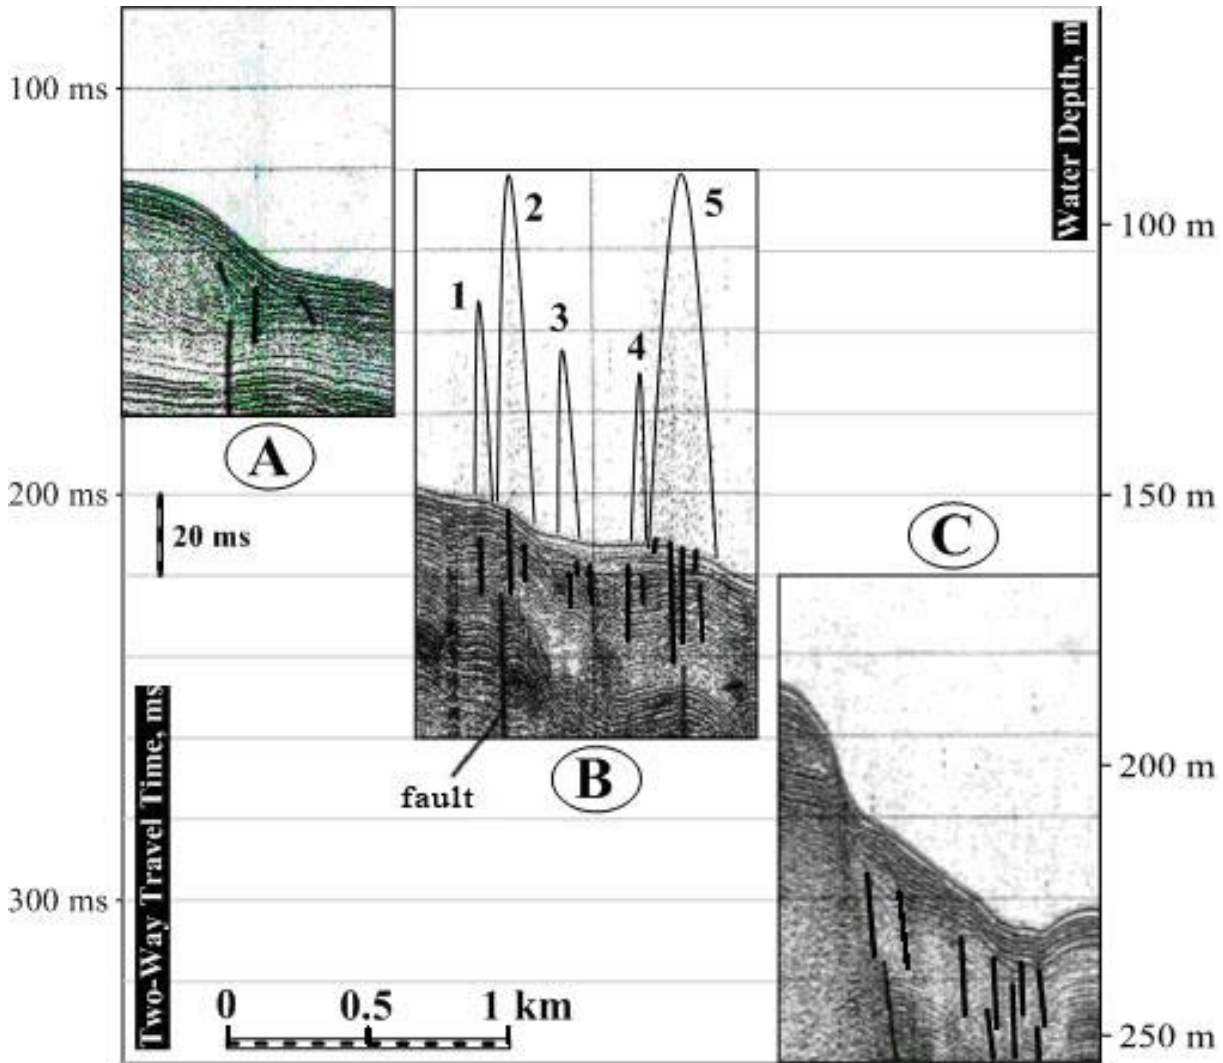 100 ms
Water Depth, m
2
5
100 m
1
3
4
A
200 ms
150 m
20 ms
C
B
fault
200 m
Two-Way Travel Time, ms
300 ms
0 0.5 1 km
250 m